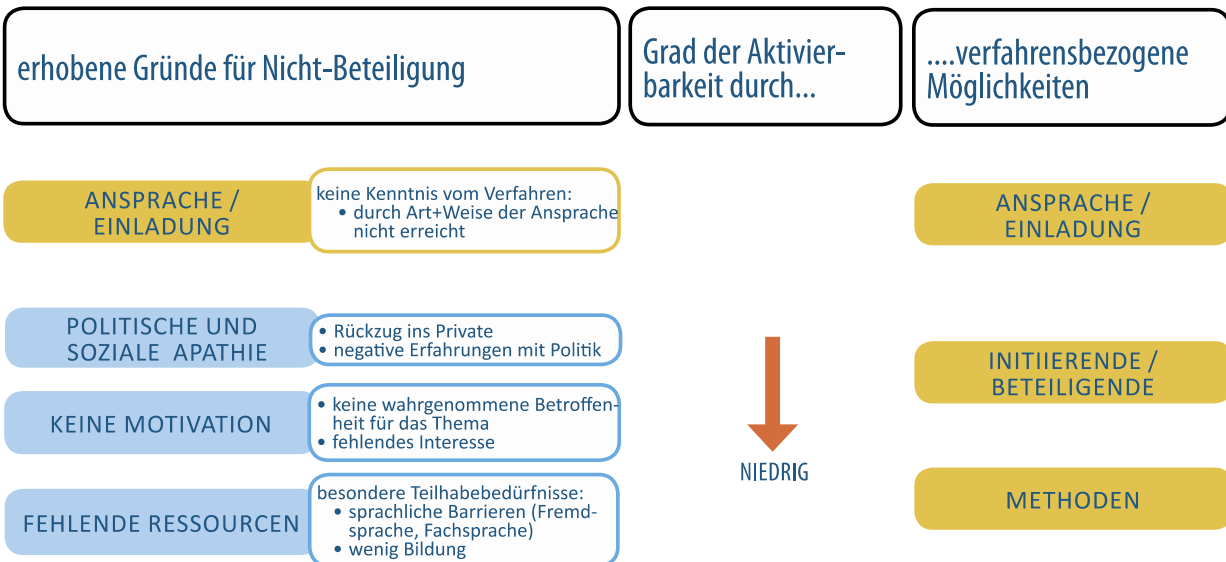 erhobene Gründe für Nicht-Beteiligung
Grad der Aktivier-
barkeit durch...
....verfahrensbezogene
Möglichkeiten
ANSPRACHE /
EINLADUNG
keine Kenntnis vom Verfahren:
• durch Art+Weise der Ansprache
nicht erreicht
ANSPRACHE /
EINLADUNG
POLITISCHE UND
SOZIALE APATHIE
• Rückzug ins Private
• negative Erfahrungen mit Politik
INITIIERENDE /
BETEILIGENDE
KEINE MOTIVATION
• keine wahrgenommene Betroffen-
heit für das Thema
• fehlendes Interesse
NIEDRIG
FEHLENDE RESSOURCEN
besondere Teilhabebedürfnisse:
• sprachliche Barrieren (Fremd-
sprache, Fachsprache)
• wenig Bildung
METHODEN